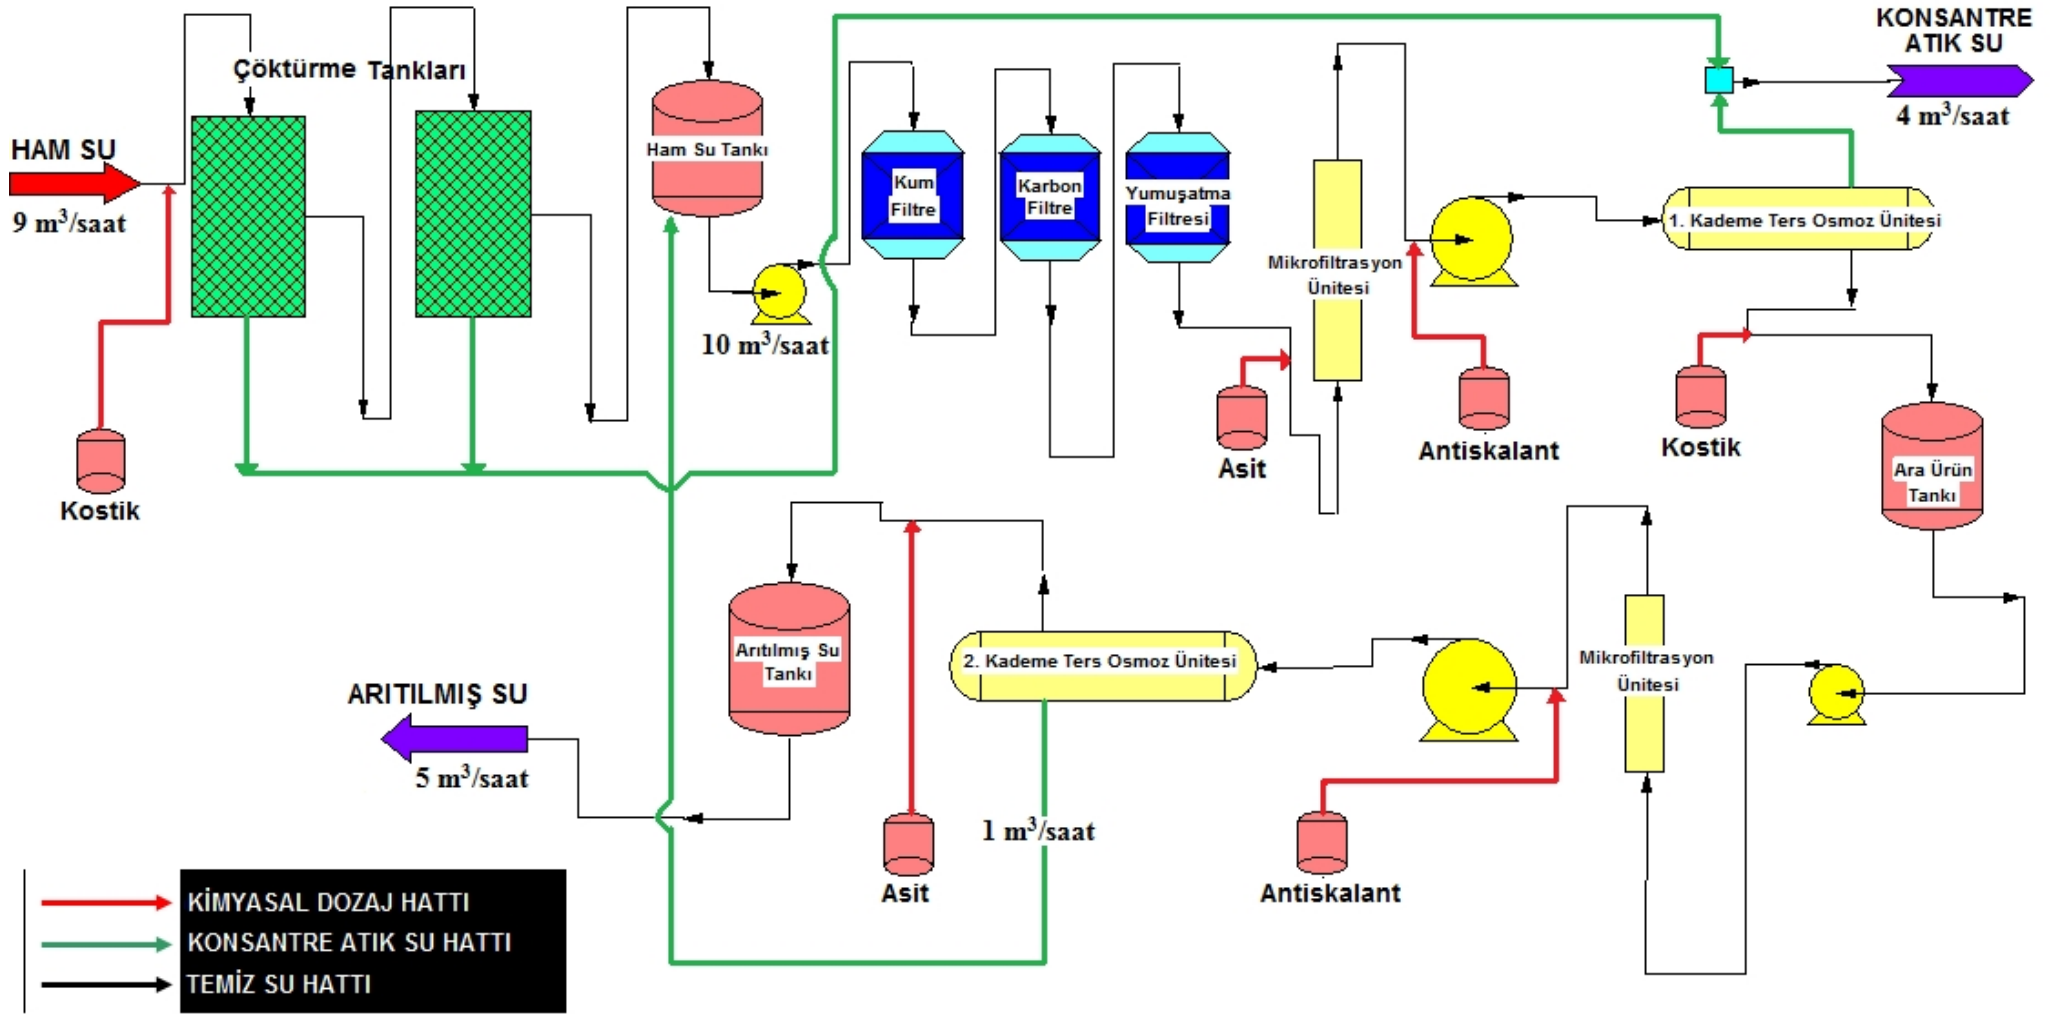 KONSANTRE
ATIK SU
4 m³/saat
Çöktürme Tankları
HAM SU
9 m³/saat
Ham Su Tankı
Kum
Filtre
Karbon
Filtre
Yumuşatma
Filtresi
Mikrofiltrasyon
Ünitesi
1. Kademe Ters Osmoz Ünitesi
10 m³/saat
Kostik
Asit
Antiskalant
Kostik
Ara Ürün
Tankı
Arıtılmış Su
Tankı
2. Kademe Ters Osmoz Ünitesi
Mikrofiltrasyon
Ünitesi
ARITILMIŞ SU
5 m³/saat
1 m³/saat
Asit
Antiskalant
KİMYASAL DOZAJ HATTI
KONSANTRE ATIK SU HATTI
TEMİZ SU HATTI